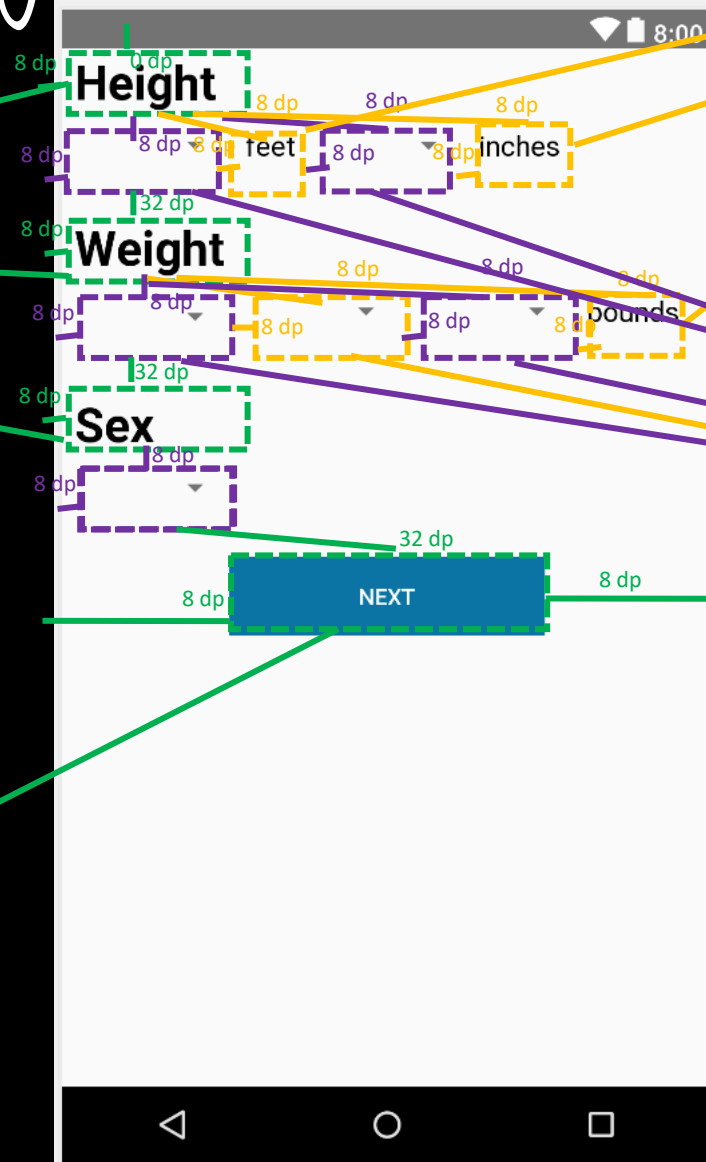 8:00
8 dp
0 dp
Height
8 dp 8 dp 8 dp
8 dp 8 dp 8 dp feet 8 dp 8 dp inches
32 dp
8 dp
Weight
8 dp 8 dp 8 dp
8 dp
8 dp 8 dp 8 dp 8 dp pounds
32 dp
8 dp
Sex
8 dp
8 dp
32 dp
8 dp NEXT 8 dp